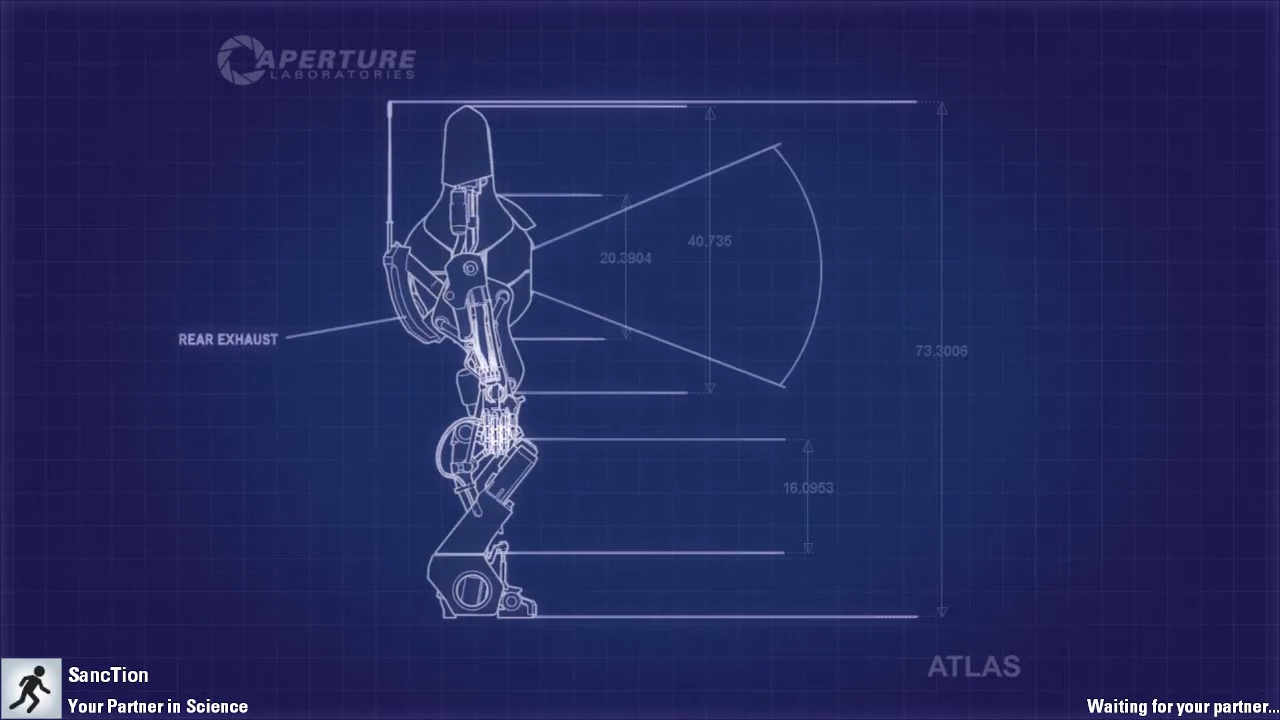 APERTURE
LABORATORIES
40.735
20.3904
REAR EXHAUST
73.3006
16.0953
ATLAS
SancTion
Your Partner in Science
Waiting for your partner...